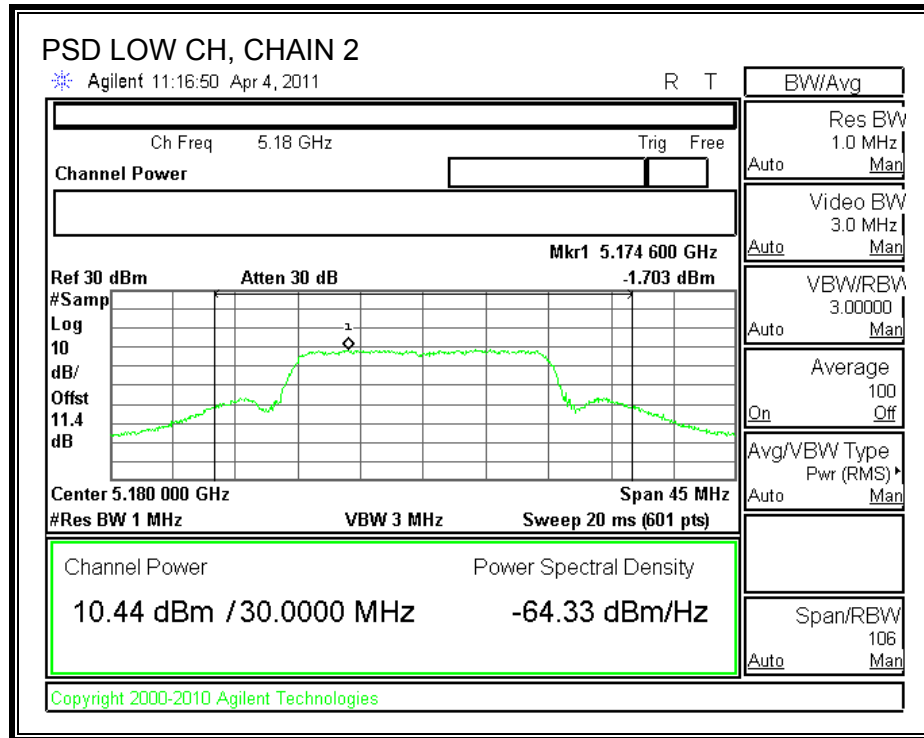 PSD LOW CH, CHAIN 2
Agilent 11:16:50 Apr 4, 2011 R T
Ch Freq 5.18 GHz Trig Free
Channel Power
Mkr1 5.174 600 GHz
Ref 30 dBm Atten 30 dB -1.703 dBm
#Samp
Log
10
dB/
Offst
11.4
dB
1
Center 5.180 000 GHz Span 45 MHz
#Res BW 1 MHz VBW 3 MHz Sweep 20 ms (601 pts)
Channel Power Power Spectral Density
10.44 dBm / 30.0000 MHz -64.33 dBm/Hz
Copyright 2000-2010 Agilent Technologies
BW/Avg
Res BW
1.0 MHz
Auto Man
Video BW
3.0 MHz
Auto Man
VBW/RBW
3.00000
Auto Man
Average
100
On Off
Avg/VBW Type
Pwr (RMS)
Auto Man
Span/RBW
106
Auto Man